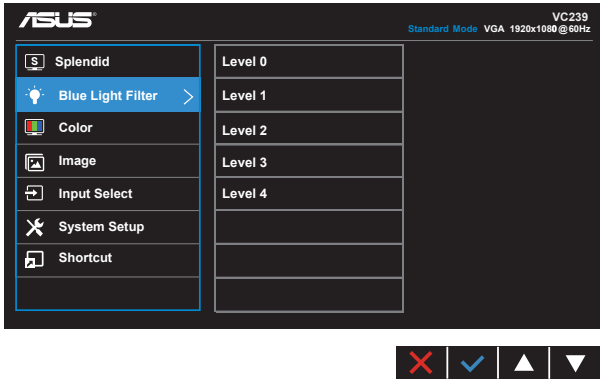 ASUS
VC239
Standard Mode VGA 1920x1080@60Hz
S Splendid
Blue Light Filter
Color
Image
Input Select
System Setup
Shortcut
Level 0
Level 1
Level 2
Level 3
Level 4